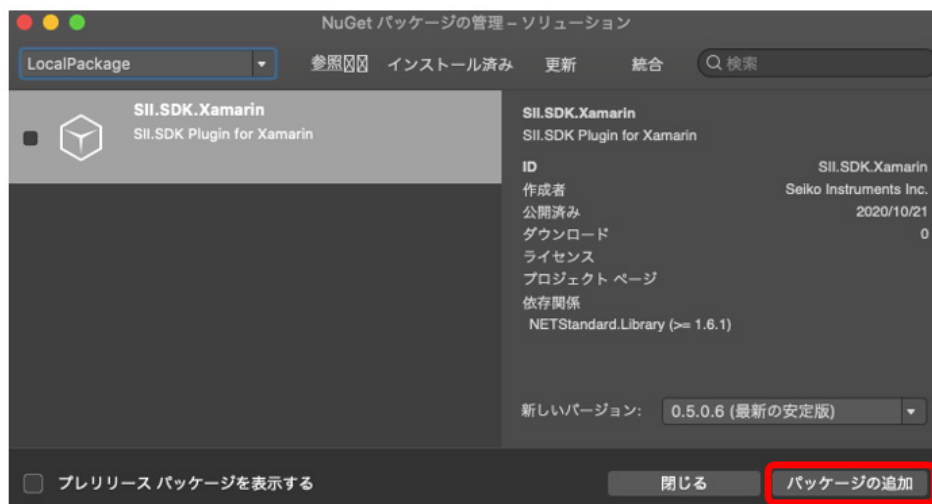 NuGet パッケージの管理 – ソリューション
LocalPackage
参照 インストール済み 更新 統合 検索
SII.SDK.Xamarin
SII.SDK Plugin for Xamarin
SII.SDK.Xamarin
SII.SDK Plugin for Xamarin
ID SII.SDK.Xamarin
作成者 Seiko Instruments Inc.
公開済み 2020/10/21
ダウンロード 0
ライセンス
プロジェクト ページ
依存関係
NETStandard.Library (>= 1.6.1)
新しいバージョン: 0.5.0.6 (最新の安定版)
プレリリース パッケージを表示する 閉じる パッケージの追加